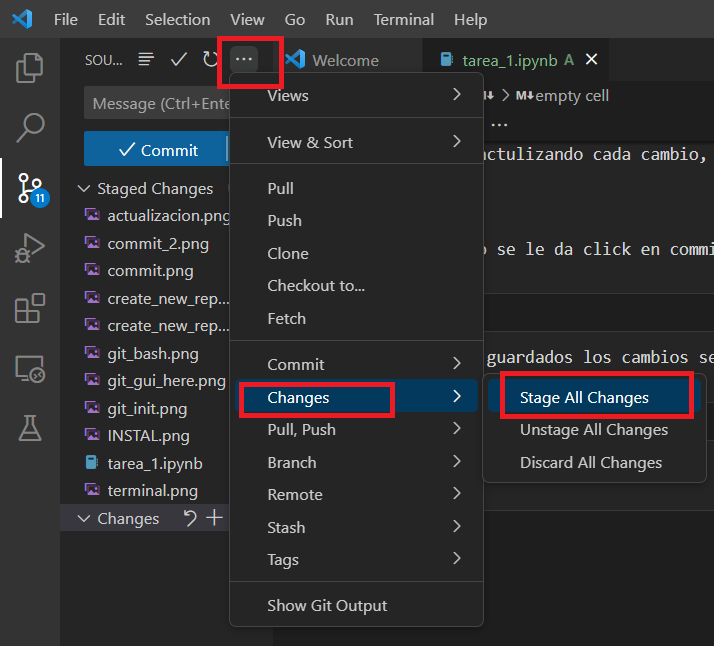 File Edit Selection View Go Run Terminal Help
SOU... ... Welcome tarea_1.ipynb A
Message (Ctrl+Ente
Views
M↓empty cell
...
Commit
View & Sort
actulizando cada cambio,
Staged Changes
Pull
actualizacion.png
Push
commit_2.png
Clone
o se le da click en commi
commit.png
Checkout to...
create_new_rep...
Fetch
create_new_rep...
git_bash.png
Commit
guardados los cambios se
git_gui_here.png
Changes
Stage All Changes
git_init.png
Pull, Push
Unstage All Changes
INSTAL.png
Branch
Discard All Changes
tarea_1.ipynb
Remote
terminal.png
Changes
Stash
Tags
Show Git Output
11